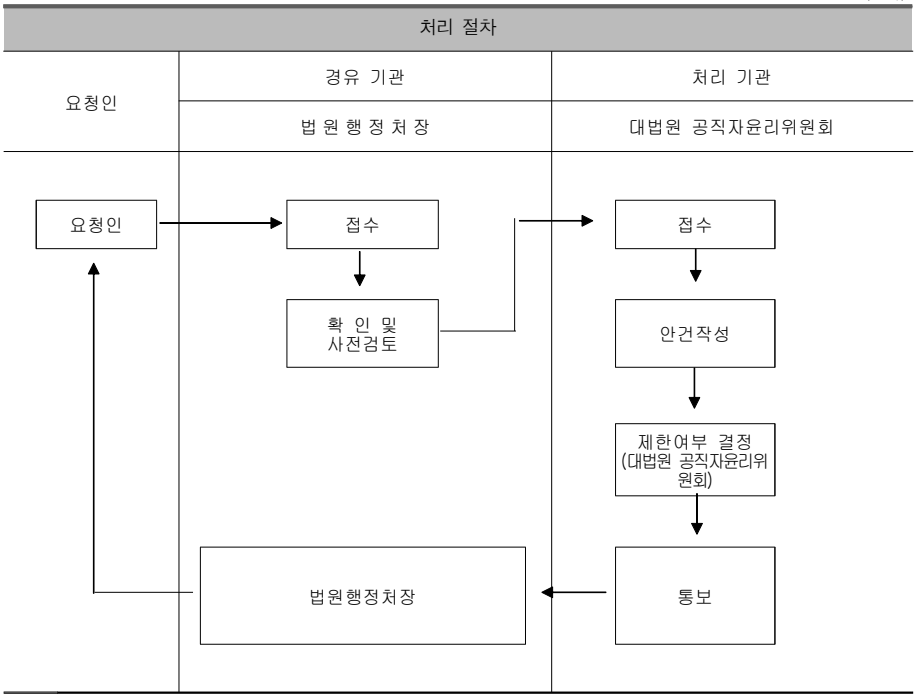 처리 절차
요청인
경유 기관
처리 기관
법원행정처장
대법원 공직자윤리위원회
요청인
접수
접수
확 인 및
사전검토
안건작성
제한여부 결정
(대법원 공직자윤리위
원회)
법원행정처장
통보